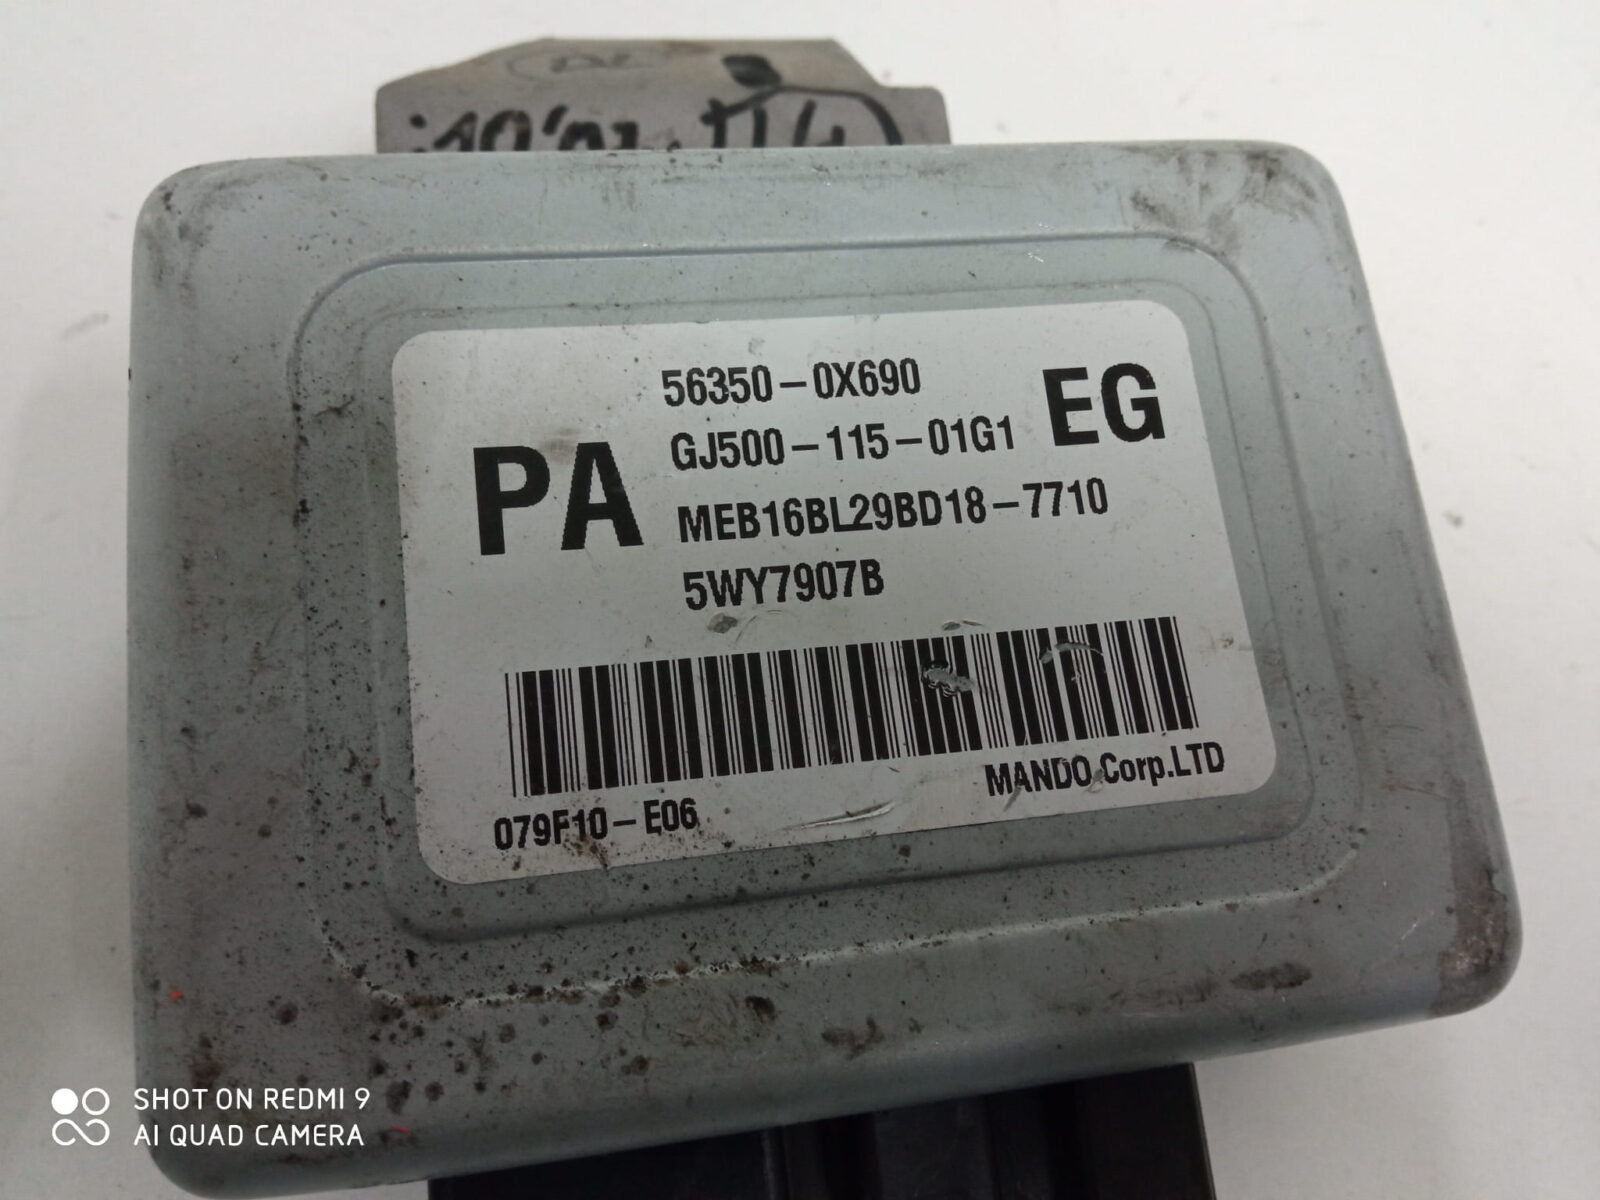 56350-0X690
GJ500-115-01G1
EG
PA
MEB16BL29BD18-7710
5WY7907B
079F10-E06
MANDO Corp.LTD
SHOT ON REDMI 9
AI QUAD CAMERA